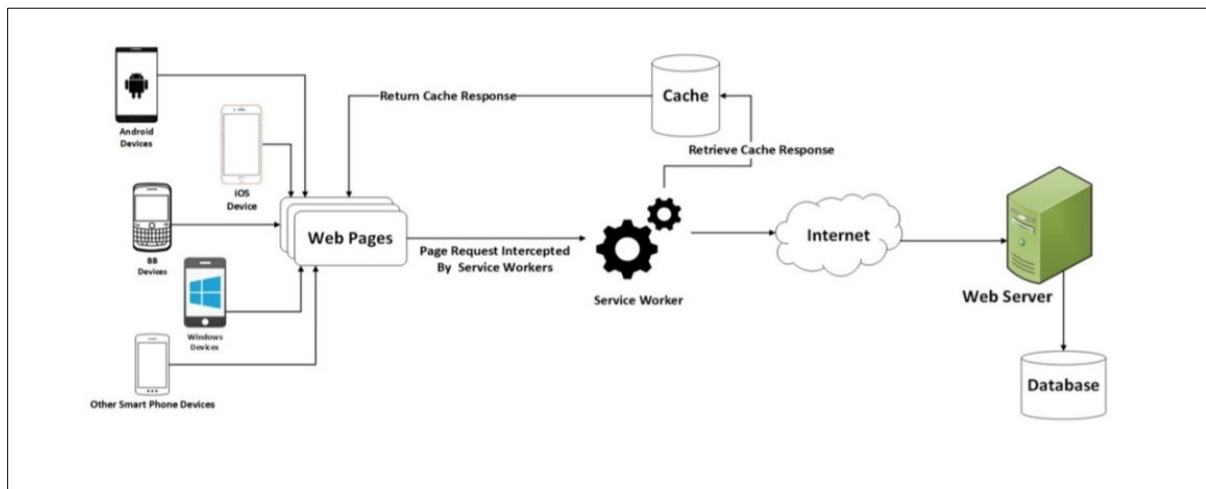 Android
Devices
iOS
Device
BB
Devices
Windows
Devices
Other Smart Phone Devices
Web Pages
Return Cache Response
Cache
Retrieve Cache Response
Page Request Intercepted
By Service Workers
Service Worker
Internet
Web Server
Database